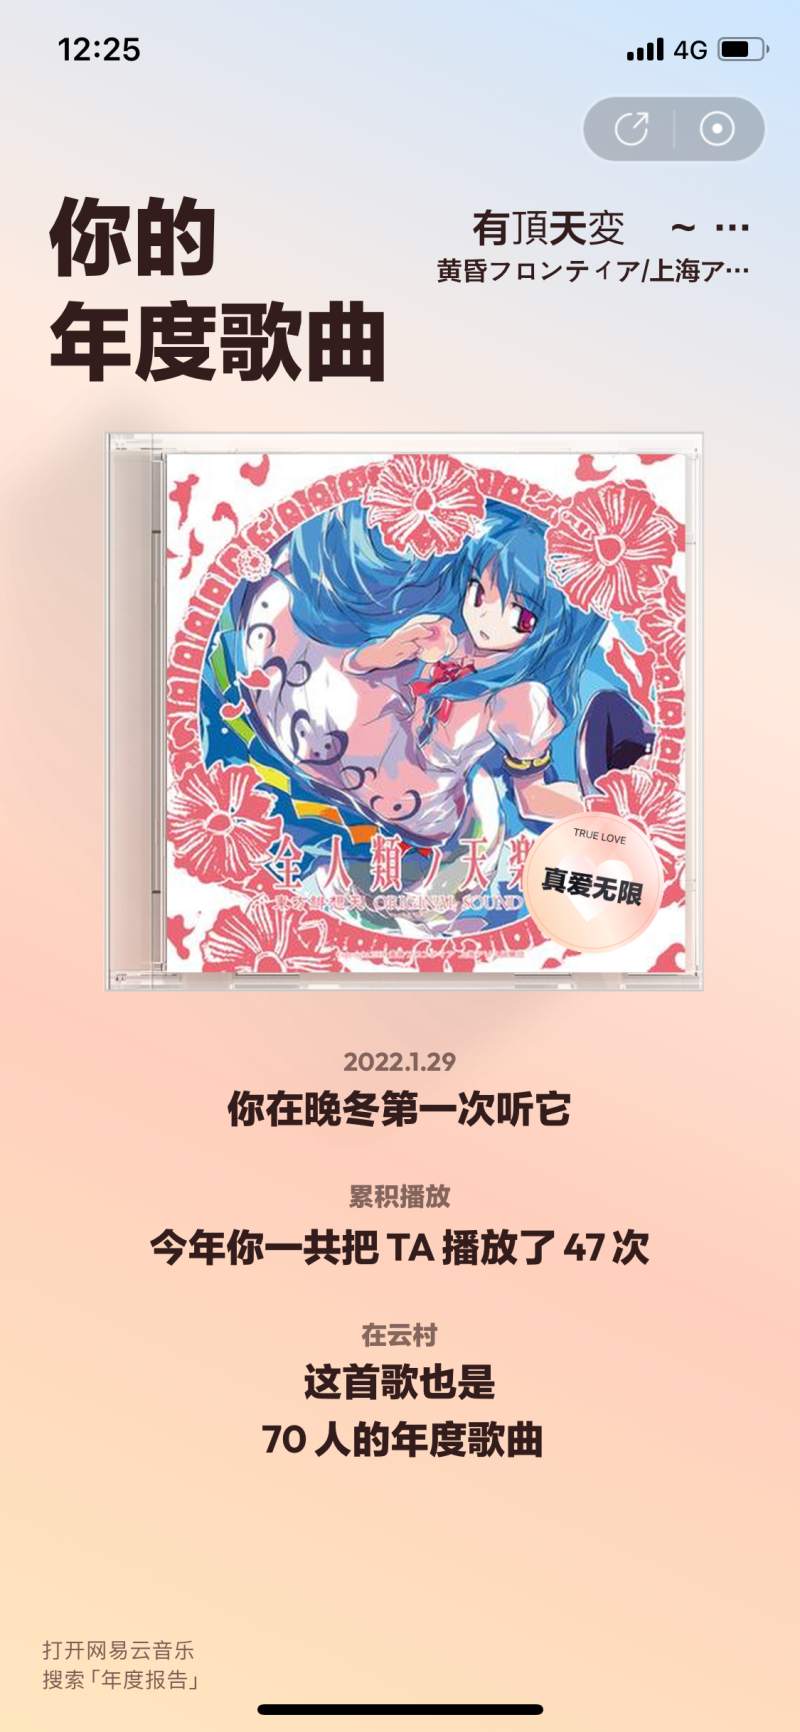 12:25
4G
你的
年度歌曲
有頂天変　～ …
黄昏フロンティア/上海ア…
全人類ノ天楽
ORIGINAL SOUND
TRUE LOVE
真爱无限
2022.1.29
你在晚冬第一次听它
累积播放
今年你一共把 TA 播放了 47 次
在云村
这首歌也是
70 人的年度歌曲
打开网易云音乐
搜索「年度报告」